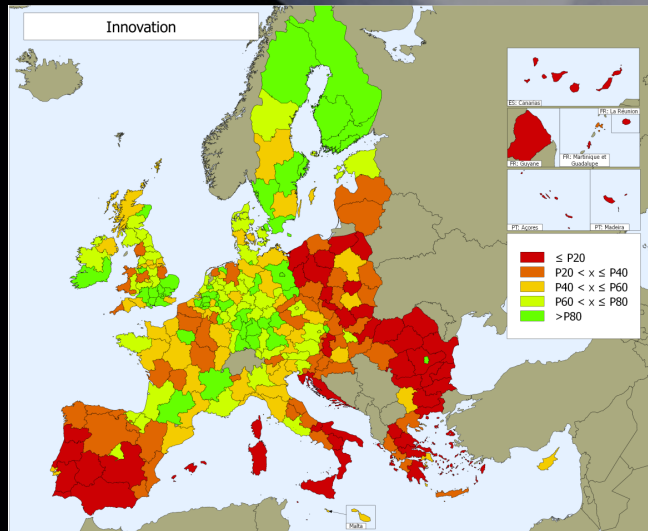 Innovation
ES: Canarias
FR: La Réunion
FR: Guyane
FR: Martinique et
Guadalupe
PT: Açores
PT: Madeira
≤ P20
P20 < x ≤ P40
P40 < x ≤ P60
P60 < x ≤ P80
>P80
Malta